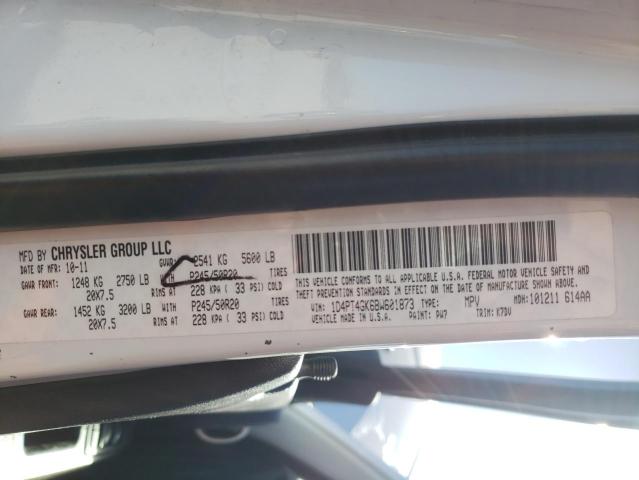 MFD BY CHRYSLER GROUP LLC
DATE OF MFR: 10-11 GVWR: 2541 KG 5600 LB
GAWR FRONT: 1248 KG 2750 LB WITH P245/50R20 TIRES
20X7.5 RIMS AT 228 KPA ( 33 PSI) COLD
GAWR REAR: 1452 KG 3200 LB WITH P245/50R20 TIRES
20X7.5 RIMS AT 228 KPA ( 33 PSI) COLD
THIS VEHICLE CONFORMS TO ALL APPLICABLE U.S.A. FEDERAL MOTOR VEHICLE SAFETY, BUMPER AND
THEFT PREVENTION STANDARDS IN EFFECT ON THE DATE OF MANUFACTURE SHOWN ABOVE.
VIN: 1D4PT4GK6BW601873 TYPE: MPV MDH: 101211 614AA
VEHICLE MADE IN U.S.A. PAINT: PW7 TRIM: K7DV